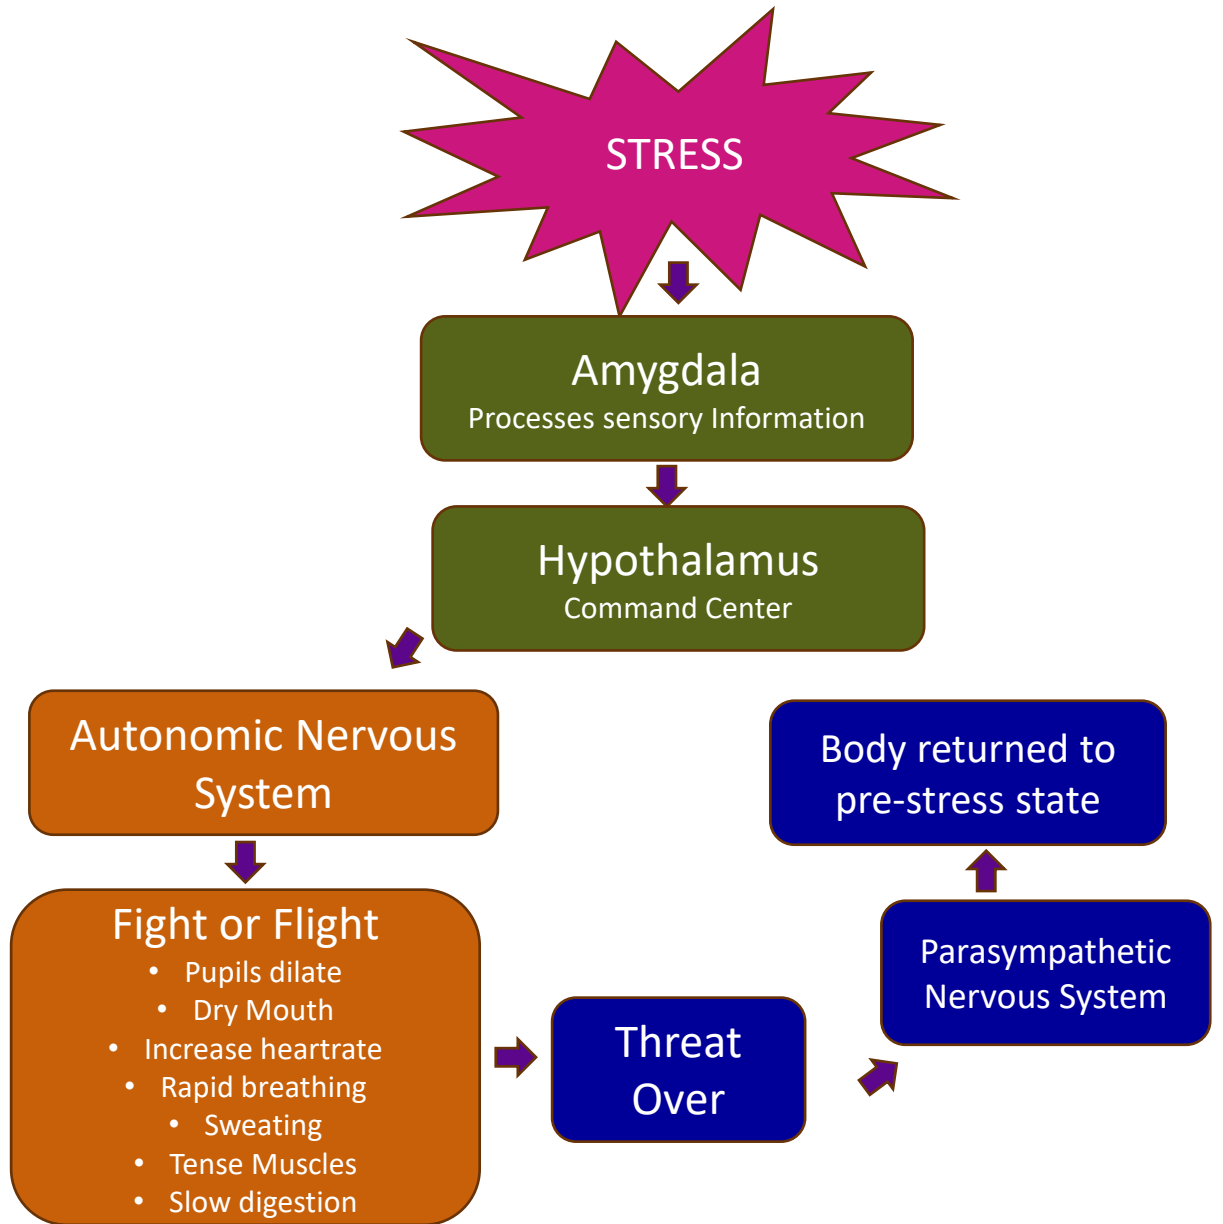 STRESS
Amygdala
Processes sensory Information
Hypothalamus
Command Center
Autonomic Nervous
System
Fight or Flight
• Pupils dilate
• Dry Mouth
• Increase heartrate
• Rapid breathing
• Sweating
• Tense Muscles
• Slow digestion
Threat
Over
Parasympathetic
Nervous System
Body returned to
pre-stress state